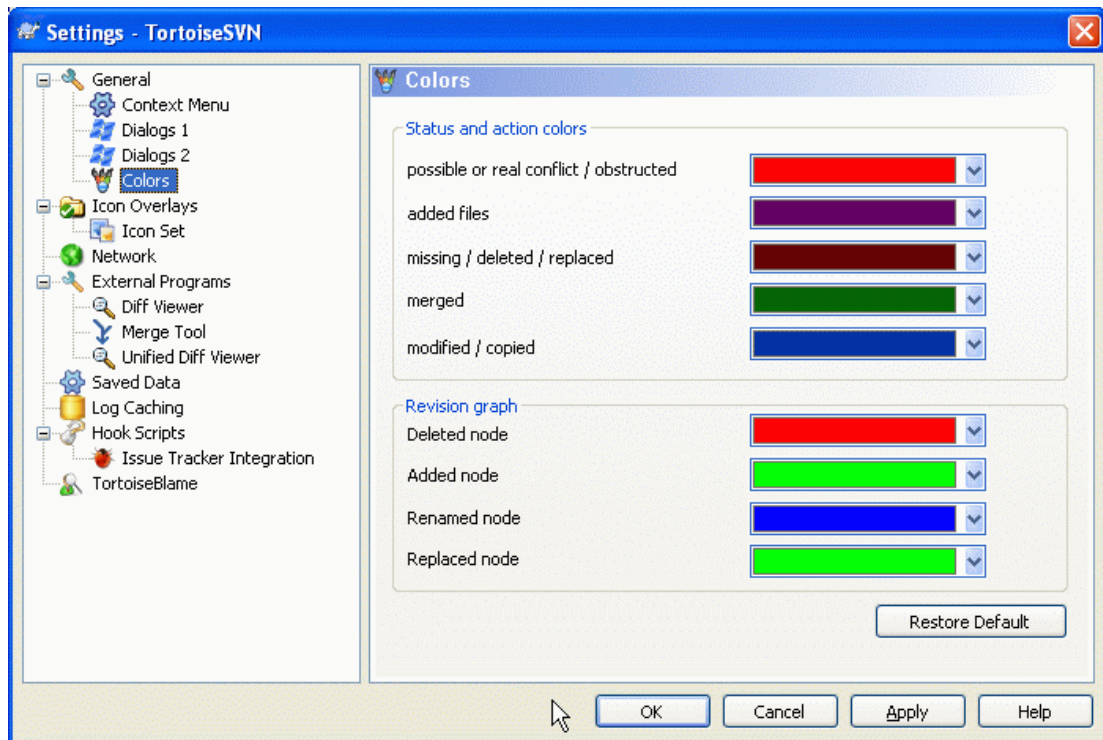 Settings - TortoiseSVN
General
Context Menu
Dialogs 1
Dialogs 2
Colors
Icon Overlays
Icon Set
Network
External Programs
Diff Viewer
Merge Tool
Unified Diff Viewer
Saved Data
Log Caching
Hook Scripts
Issue Tracker Integration
TortoiseBlame
Colors
Status and action colors
possible or real conflict / obstructed
added files
missing / deleted / replaced
merged
modified / copied
Revision graph
Deleted node
Added node
Renamed node
Replaced node
Restore Default
OK Cancel Apply Help